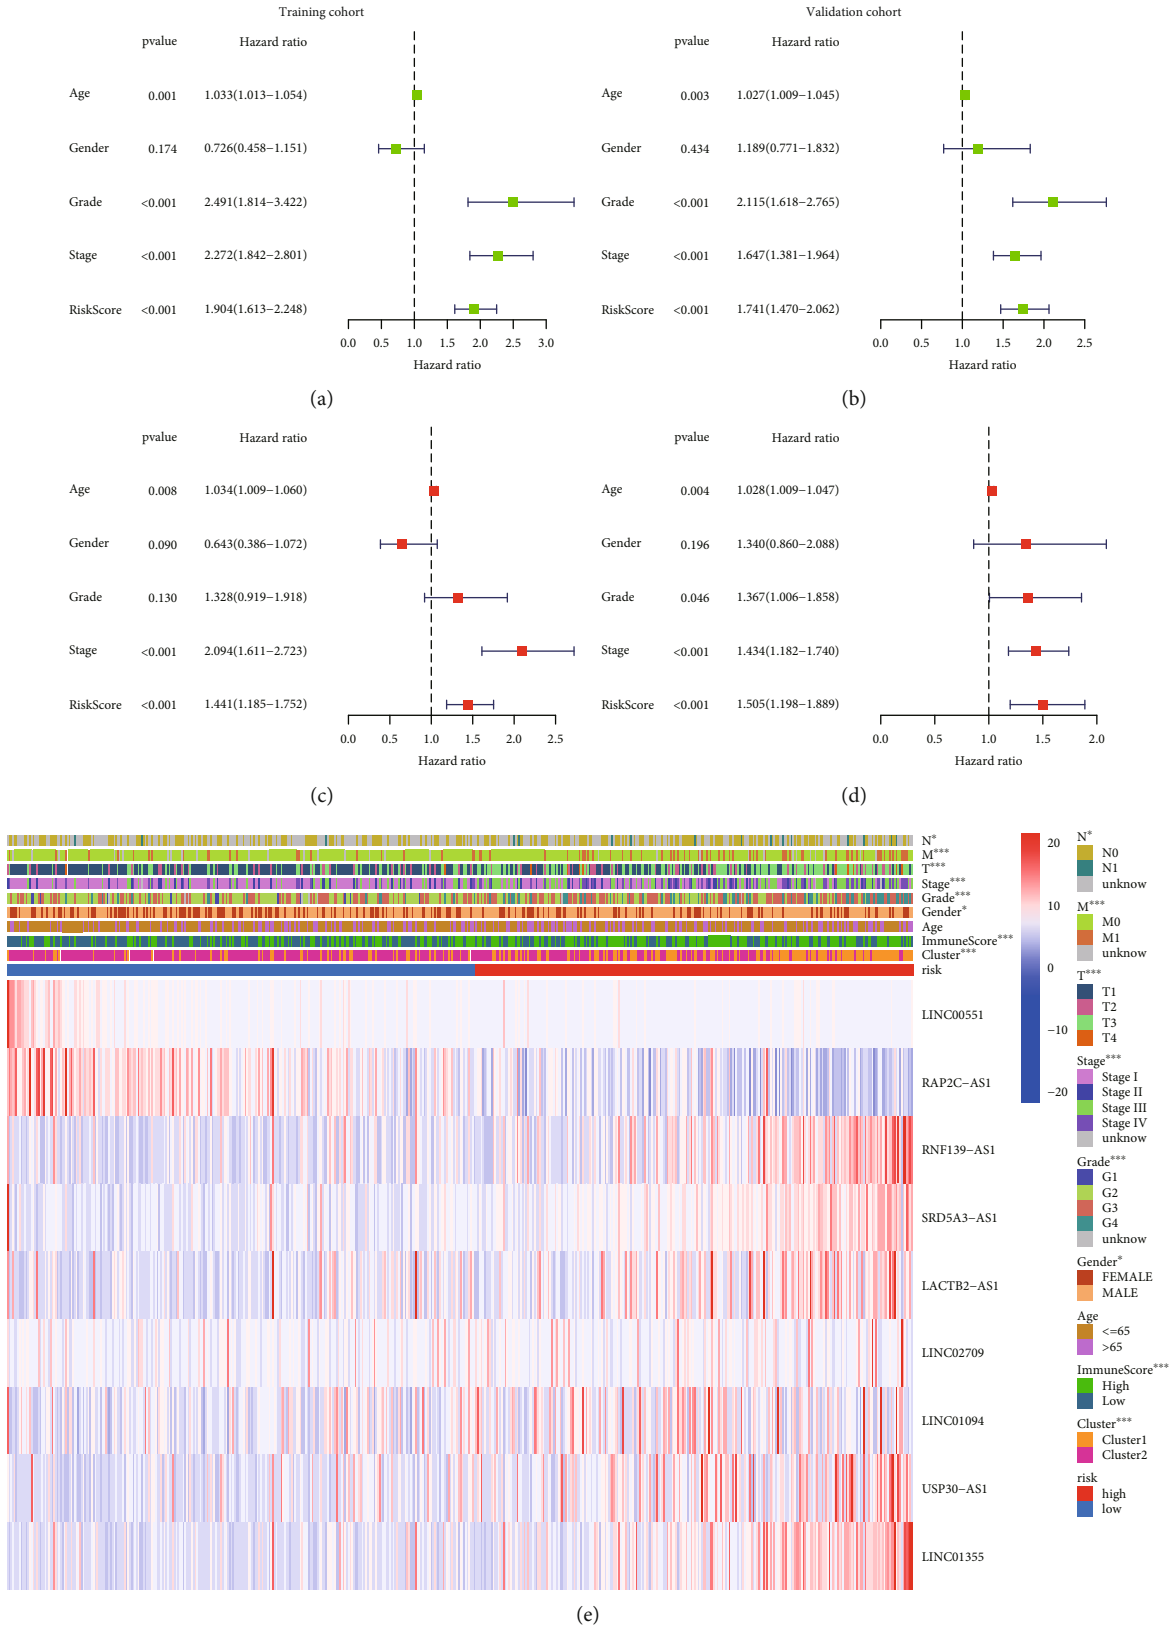 Training cohort
pvalue Hazard ratio
Age 0.001 1.033(1.013−1.054)
Gender 0.174 0.726(0.458−1.151)
Grade <0.001 2.491(1.814−3.422)
Stage <0.001 2.272(1.842−2.801)
RiskScore <0.001 1.904(1.613−2.248)
0.0 0.5 1.0 1.5 2.0 2.5 3.0
Hazard ratio
(a)
Validation cohort
pvalue Hazard ratio
Age 0.003 1.027(1.009−1.045)
Gender 0.434 1.189(0.771−1.832)
Grade <0.001 2.115(1.618−2.765)
Stage <0.001 1.647(1.381−1.964)
RiskScore <0.001 1.741(1.470−2.062)
0.0 0.5 1.0 1.5 2.0 2.5
Hazard ratio
(b)
pvalue Hazard ratio
Age 0.008 1.034(1.009−1.060)
Gender 0.090 0.643(0.386−1.072)
Grade 0.130 1.328(0.919−1.918)
Stage <0.001 2.094(1.611−2.723)
RiskScore <0.001 1.441(1.185−1.752)
0.0 0.5 1.0 1.5 2.0 2.5
Hazard ratio
(c)
pvalue Hazard ratio
Age 0.004 1.028(1.009−1.047)
Gender 0.196 1.340(0.860−2.088)
Grade 0.046 1.367(1.006−1.858)
Stage <0.001 1.434(1.182−1.740)
RiskScore <0.001 1.505(1.198−1.889)
0.0 0.5 1.0 1.5 2.0
Hazard ratio
(d)
N*
M***
T***
Stage***
Grade***
Gender*
Age
ImmuneScore***
Cluster***
risk
LINC00551
RAP2C−AS1
RNF139−AS1
SRD5A3−AS1
LACTB2−AS1
LINC02709
LINC01094
USP30−AS1
LINC01355
20
10
0
−10
−20
N*
N0
N1
unknow
M***
M0
M1
unknow
T***
T1
T2
T3
T4
Stage***
Stage I
Stage II
Stage III
Stage IV
unknow
Grade***
G1
G2
G3
G4
unknow
Gender*
FEMALE
MALE
Age
<=65
>65
ImmuneScore***
High
Low
Cluster***
Cluster1
Cluster2
risk
high
low
(e)